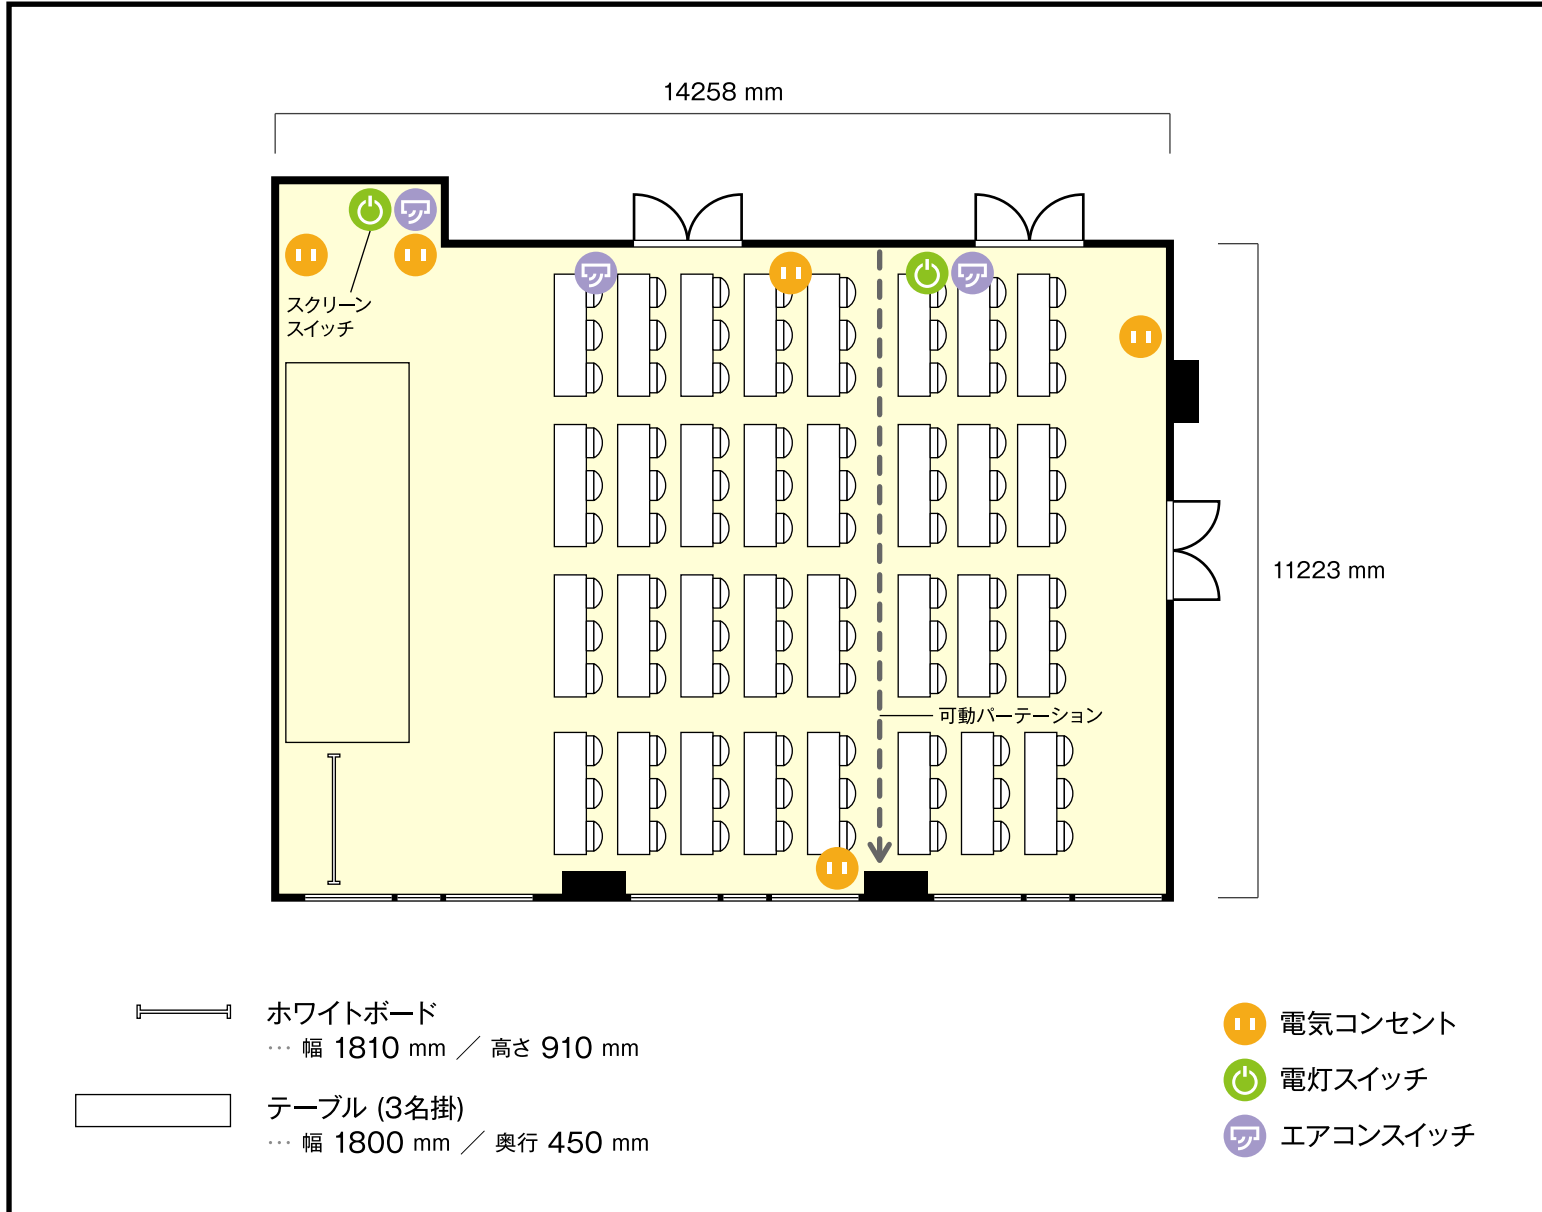 14258 mm
スクリーン
スイッチ
11223 mm
可動パーテーション
ホワイトボード
… 幅 1810 mm ／ 高さ 910 mm
テーブル (3名掛)
… 幅 1800 mm ／ 奥行 450 mm
電気コンセント
電灯スイッチ
エアコンスイッチ